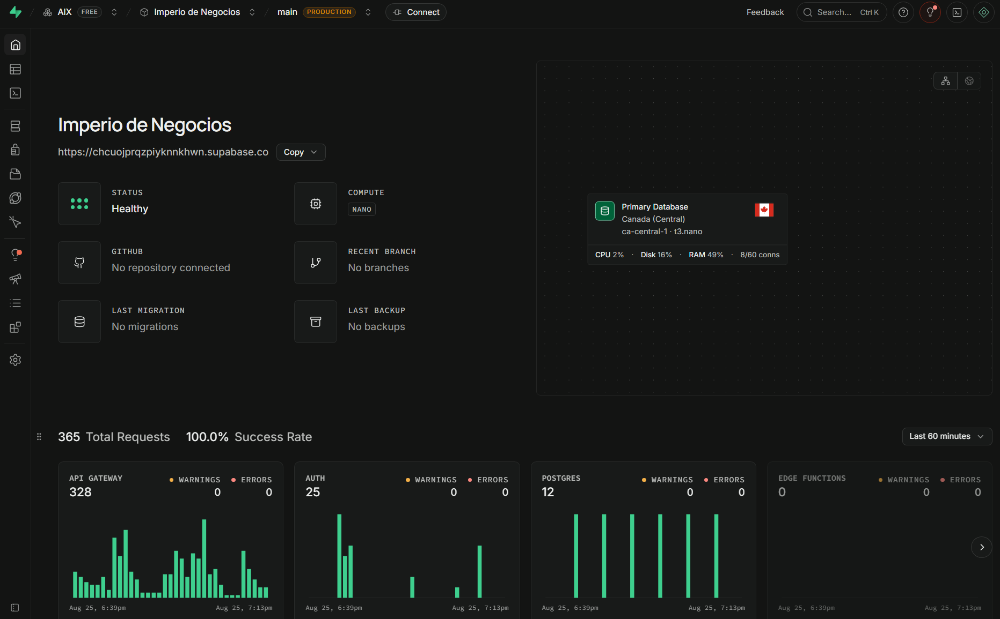 AIX FREE Imperio de Negocios main PRODUCTION Connect Feedback Search... Ctrl K
Imperio de Negocios
https://chcuojprqzpiyknnkhwn.supabase.co Copy
STATUS
Healthy
COMPUTE
NANO
GITHUB
No repository connected
RECENT BRANCH
No branches
LAST MIGRATION
No migrations
LAST BACKUP
No backups
Primary Database
Canada (Central)
ca-central-1 · t3.nano
CPU 2% · Disk 16% · RAM 49% · 8/60 conns
365 Total Requests 100.0% Success Rate Last 60 minutes
API GATEWAY WARNINGS ERRORS
328 0 0
Aug 25, 6:39pm Aug 25, 7:13pm
AUTH WARNINGS ERRORS
25 0 0
Aug 25, 6:39pm Aug 25, 7:13pm
POSTGRES WARNINGS ERRORS
12 0 0
Aug 25, 6:39pm Aug 25, 7:13pm
EDGE FUNCTIONS WARNINGS ERRORS
0 0 0
Aug 25, 6:39pm Aug 25, 7:13pm